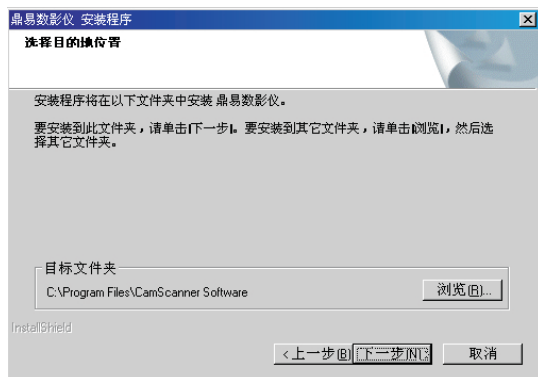 鼎易数影仪 安装程序
选择目的地位置
安装程序将在以下文件夹中安装 鼎易数影仪。
要安装到此文件夹，请单击[下一步]。要安装到其它文件夹，请单击[浏览]，然后选
择其它文件夹。
目标文件夹
C:\Program Files\CamScanner Software
浏览(R)...
InstallShield
<上一步(B) 下一步(N)> 取消